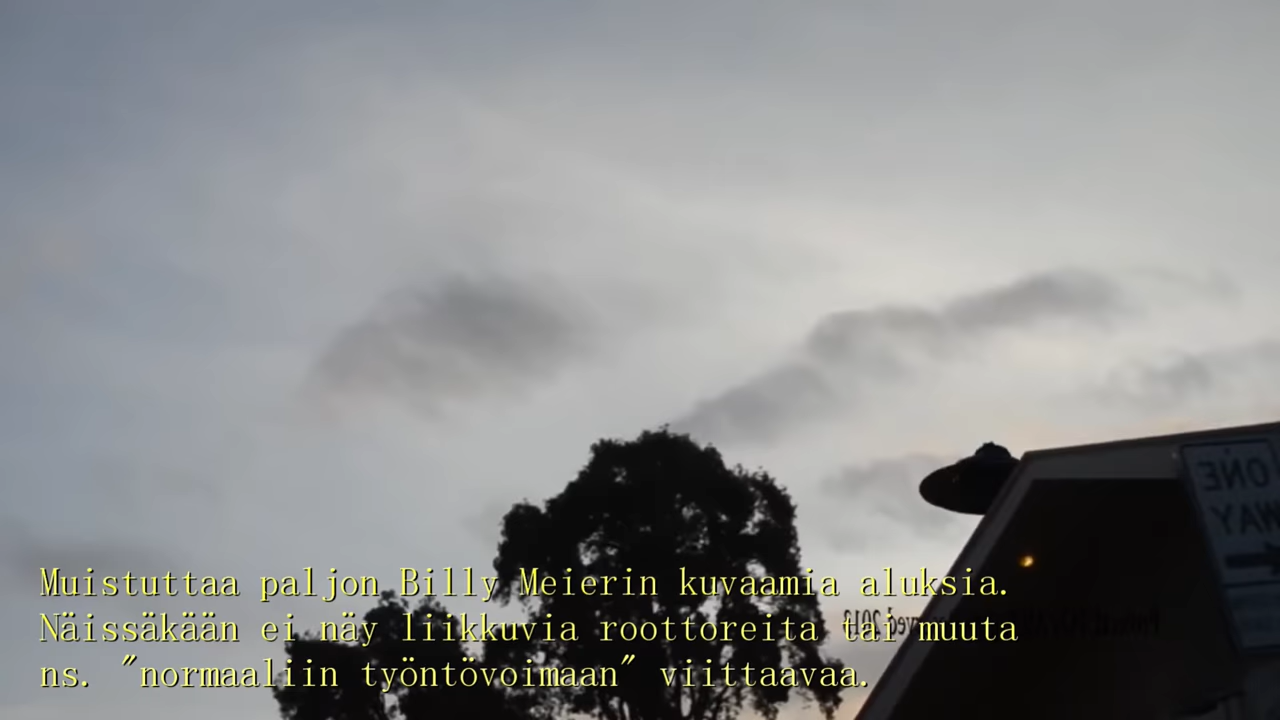 ONE
WAY
Muistuttaa paljon Billy Meierin kuvaamia aluksia.
Näissäkään ei näy liikkuvia roottoreita tai muuta
ns. "normaaliin työntövoimaan" viittaavaa.